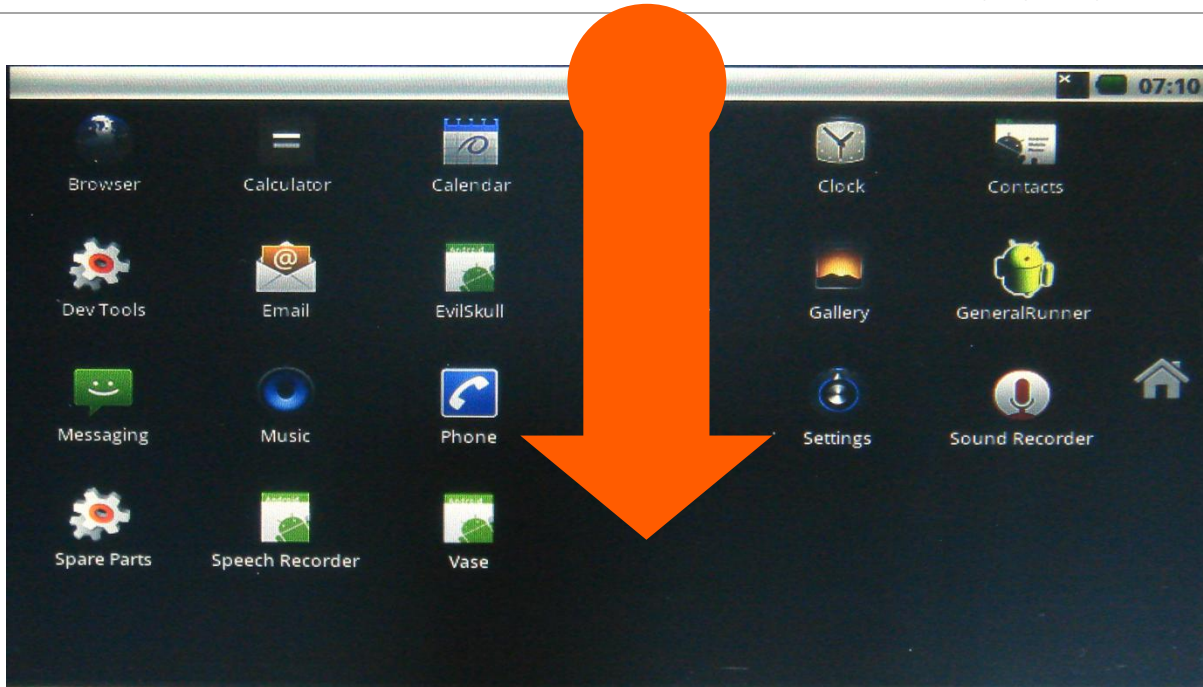 07:10
Browser
Calculator
Calendar
Clock
Contacts
Dev Tools
Email
EvilSkull
Gallery
GeneralRunner
Messaging
Music
Phone
Settings
Sound Recorder
Spare Parts
Speech Recorder
Vase